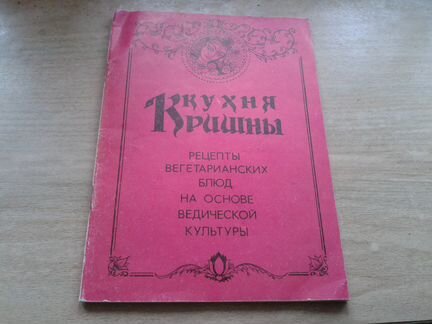 Кухня
Кришны
РЕЦЕПТЫ
ВЕГЕТАРИАНСКИХ
БЛЮД
НА ОСНОВЕ
ВЕДИЧЕСКОЙ
КУЛЬТУРЫ